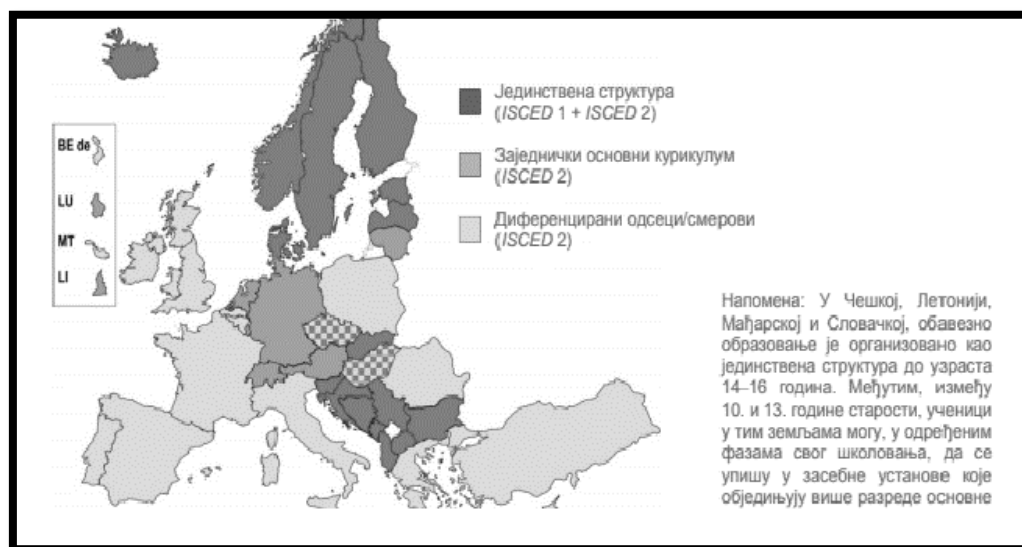 BE de
LU
MT
LI
Јединствена структура
(ISCED 1 + ISCED 2)
Заједнички основни курикулум
(ISCED 2)
Диференцирани одсеци/смерови
(ISCED 2)
Напомена: У Чешкој, Летонији,
Мађарској и Словачкој, обавезно
образовање је организовано као
јединствена структура до узраста
14–16 година. Међутим, између
10. и 13. године старости, ученици
у тим земљама могу, у одређеним
фазама свог школовања, да се
упишу у засебне установе које
обједињују више разреде основне